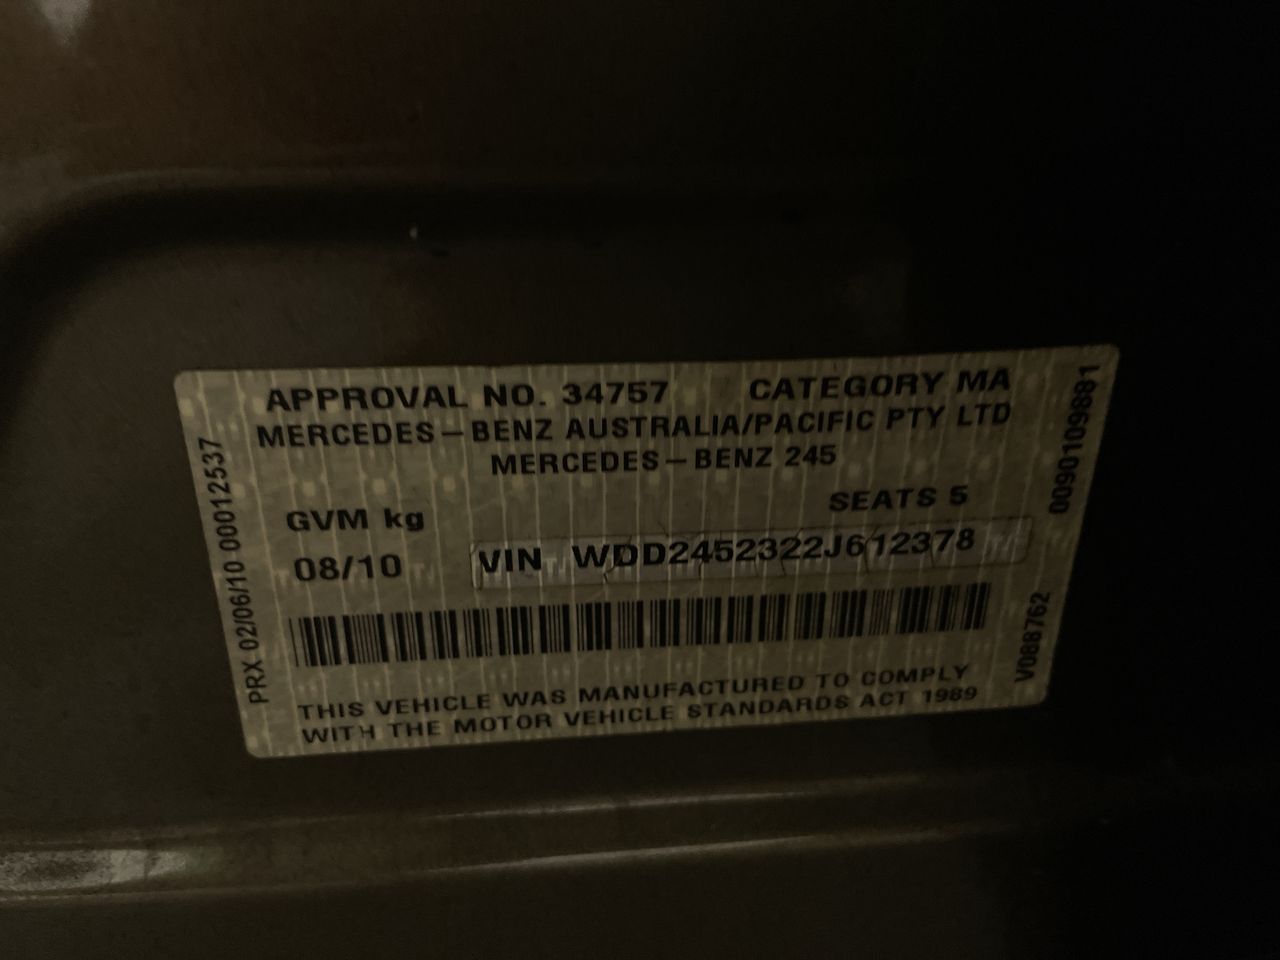 APPROVAL NO. 34757 CATEGORY MA
MERCEDES-BENZ AUSTRALIA/PACIFIC PTY LTD
MERCEDES-BENZ 245
SEATS 5
GVM kg
08/10 VIN WDD2452322J612378
THIS VEHICLE WAS MANUFACTURED TO COMPLY
WITH THE MOTOR VEHICLE STANDARDS ACT 1989
PRX 02/06/10 00012537
0090109881
V088762